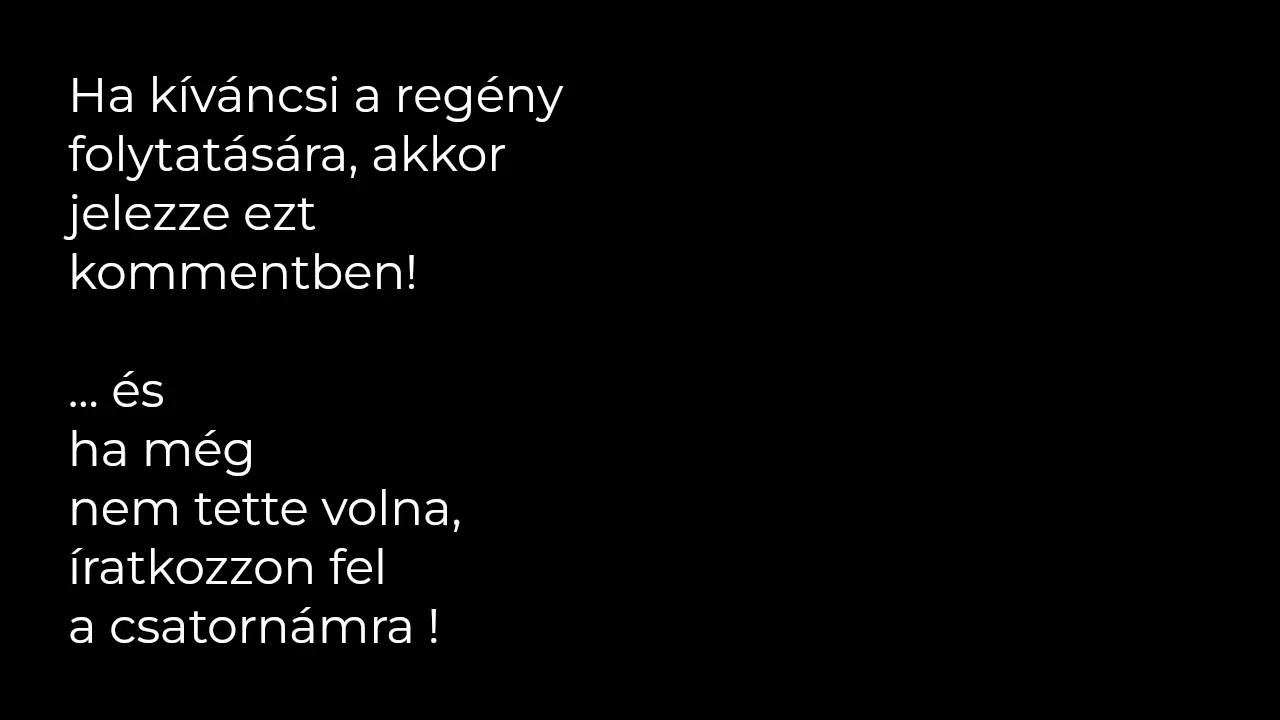 Ha kíváncsi a regény
folytatására, akkor
jelezze ezt
kommentben!
... és
ha még
nem tette volna,
íratkozzon fel
a csatornámra !